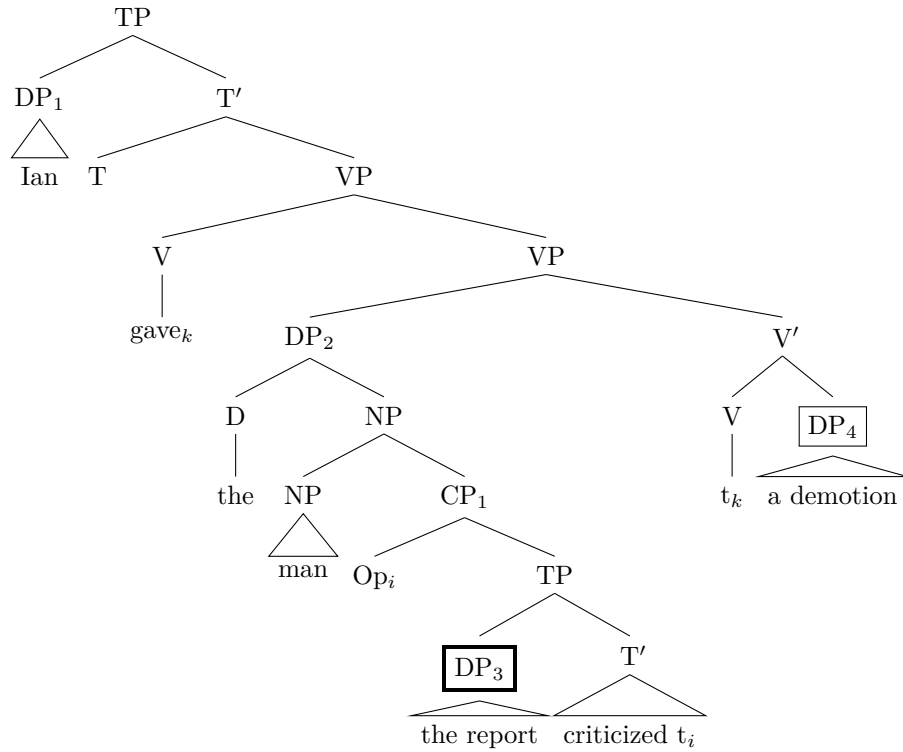 TP
DP₁ T′
Ian T VP
V VP
gaveₖ DP₂ V′
D NP V DP₄
the NP CP₁ tₖ a demotion
man Opᵢ TP
DP₃ T′
the report criticized tᵢ